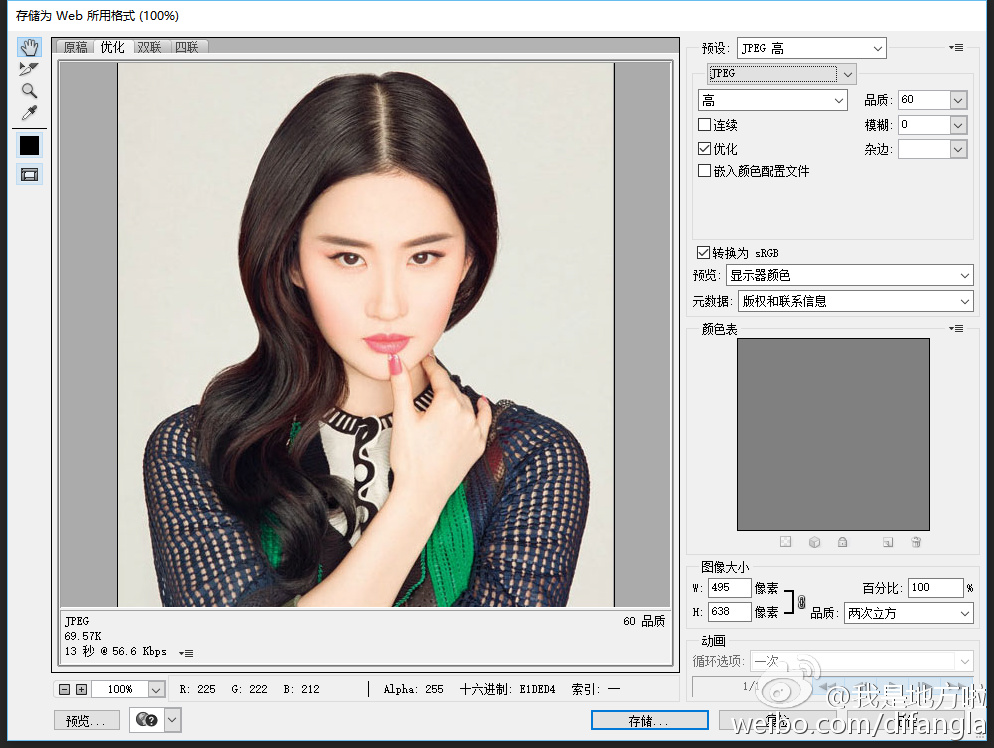 存储为 Web 所用格式 (100%)
原稿 优化 双联 四联
预设: JPEG 高
JPEG
高 品质: 60
连续 模糊: 0
优化 杂边:
嵌入颜色配置文件
转换为 sRGB
预览: 显示器颜色
元数据: 版权和联系信息
颜色表
图像大小
W: 495 像素 百分比: 100 %
H: 638 像素 品质: 两次立方
JPEG 60 品质
69.57K
13 秒 @ 56.6 Kbps
动画
循环选项: 一次
1/1
100% R: 225 G: 222 B: 212 Alpha: 255 十六进制: E1DED4 索引: —
预览... 存储...
@我是地方啦
weibo.com/difangla